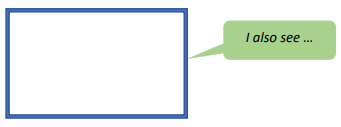 I also see …